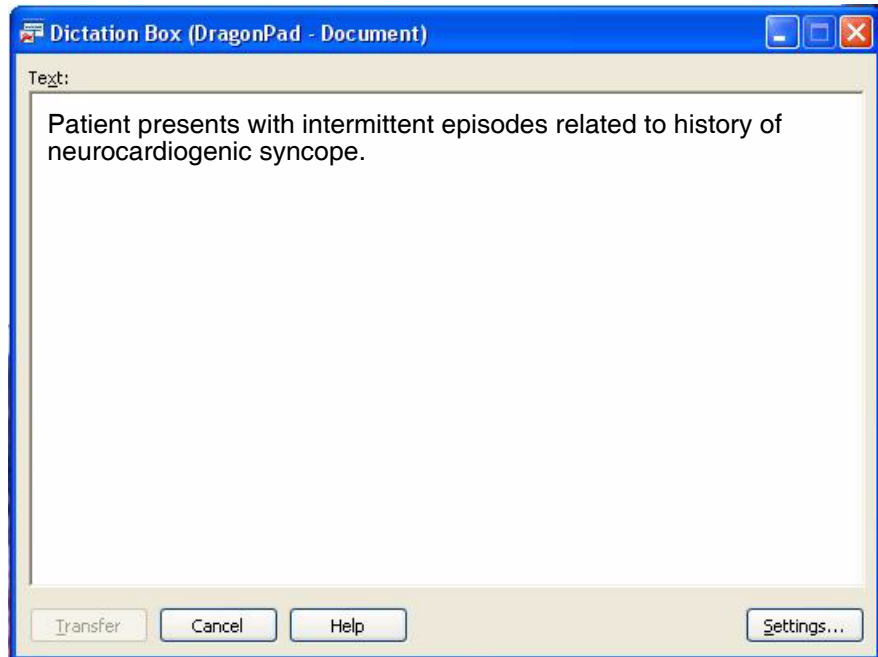 Dictation Box (DragonPad - Document)
Text:
Patient presents with intermittent episodes related to history of
neurocardiogenic syncope.
Transfer Cancel Help Settings...